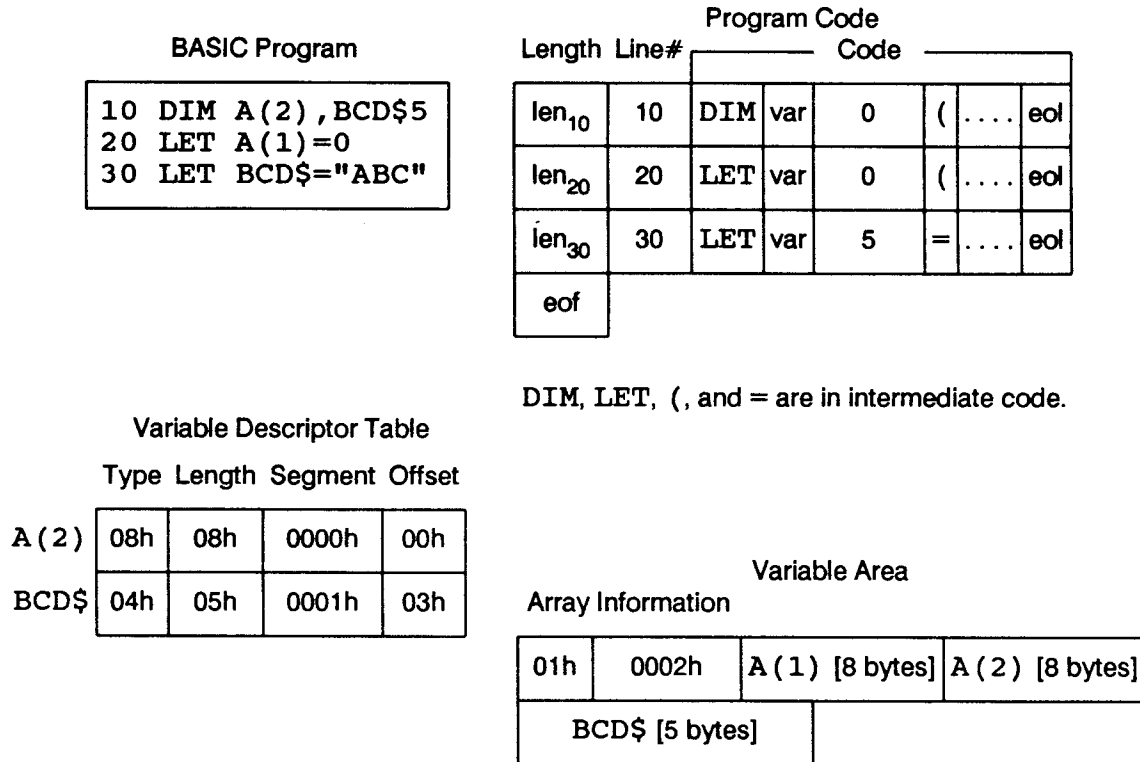 BASIC Program
10 DIM A(2),BCD$5
20 LET A(1)=0
30 LET BCD$="ABC"
Program Code
Length Line# Code
len10 10 DIM var 0 ( .... eol
len20 20 LET var 0 ( .... eol
len30 30 LET var 5 = .... eol
eof
DIM, LET, (, and = are in intermediate code.
Variable Descriptor Table
Type Length Segment Offset
A(2) 08h 08h 0000h 00h
BCD$ 04h 05h 0001h 03h
Variable Area
Array Information
01h 0002h A(1) [8 bytes] A(2) [8 bytes]
BCD$ [5 bytes]